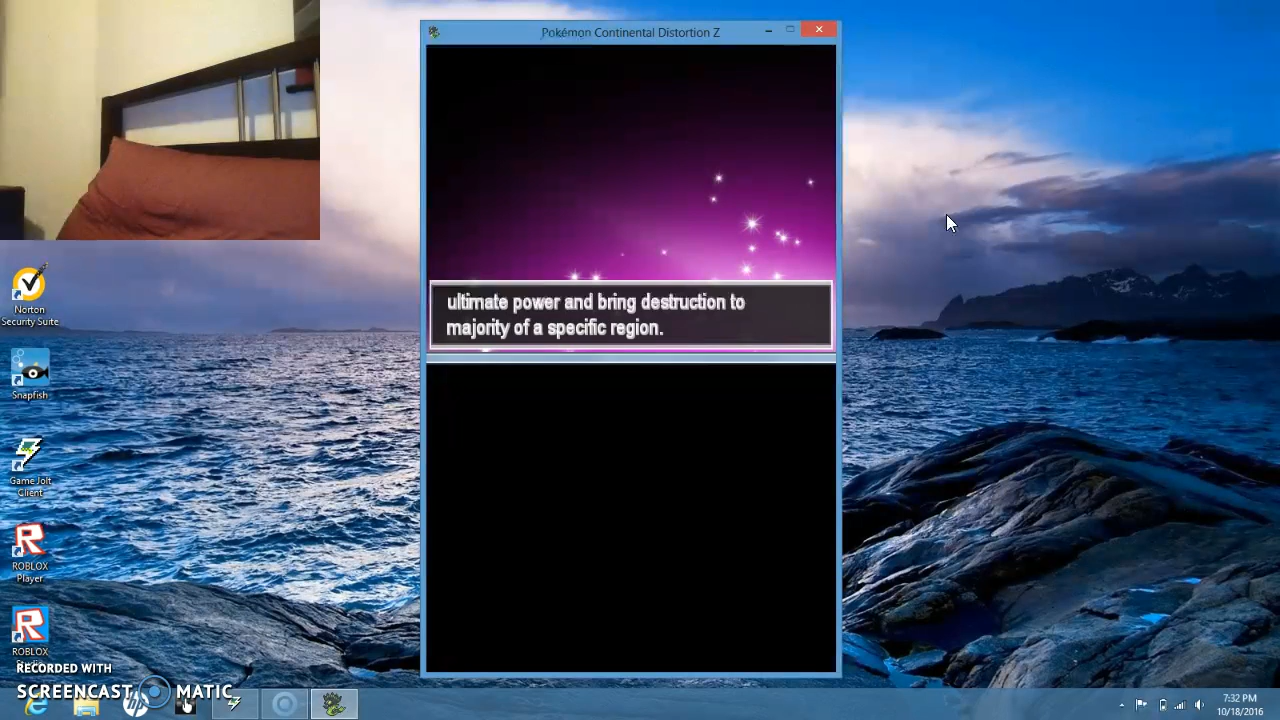 Pokémon Continental Distortion Z
ultimate power and bring destruction to
majority of a specific region.
Norton
Security Suite
Snapfish
Game Jolt
Client
ROBLOX
Player
ROBLOX
RECORDED WITH
SCREENCAST MATIC
hp
7:32 PM
10/18/2016